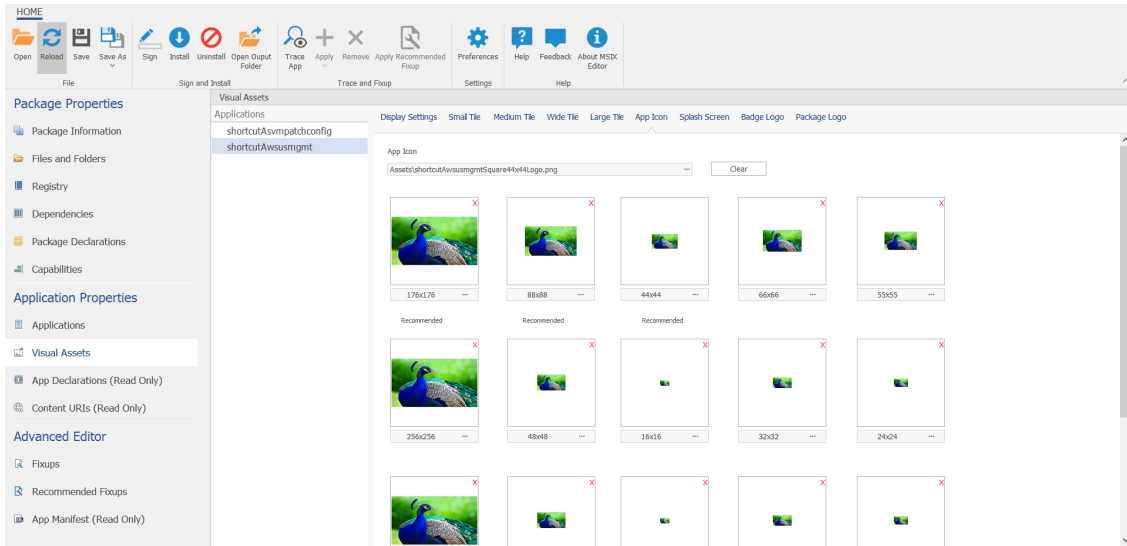 HOME
Open Reload Save Save As Sign Install Uninstall Open Ouput Folder Trace App Apply Remove Apply Recommended Fixup Preferences Help Feedback About MSIX Editor
File Sign and Install Trace and Fixup Settings Help
Package Properties
Package Information
Files and Folders
Registry
Dependencies
Package Declarations
Capabilities
Application Properties
Applications
Visual Assets
App Declarations (Read Only)
Content URIs (Read Only)
Advanced Editor
Fixups
Recommended Fixups
App Manifest (Read Only)
Visual Assets
Applications
shortcutAsvmpatchconfig
shortcutAwsusmgmt
Display Settings Small Tile Medium Tile Wide Tile Large Tile App Icon Splash Screen Badge Logo Package Logo
App Icon
Assets\shortcutAwsusmgmtSquare44x44Logo.png ... Clear
X X X X X
176x176 ... 88x88 ... 44x44 ... 66x66 ... 55x55 ...
Recommended Recommended Recommended
X X X X X
256x256 ... 48x48 ... 16x16 ... 32x32 ... 24x24 ...
X X X X X